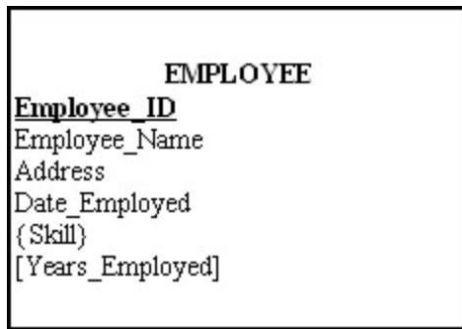 EMPLOYEE
Employee_ID
Employee_Name
Address
Date_Employed
{Skill}
[Years_Employed]